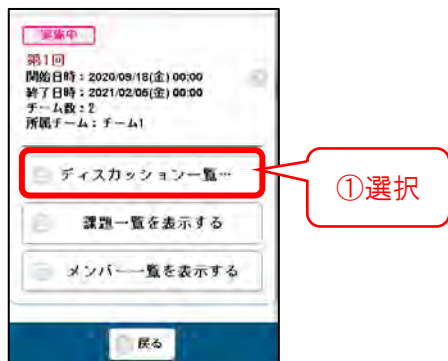 実施中
第1回
開始日時：2020/09/18(金) 00:00
終了日時：2021/02/05(金) 00:00
チーム数：2
所属チーム：チーム1
ディスカッション一覧…
①選択
課題一覧を表示する
メンバー一覧を表示する
戻る